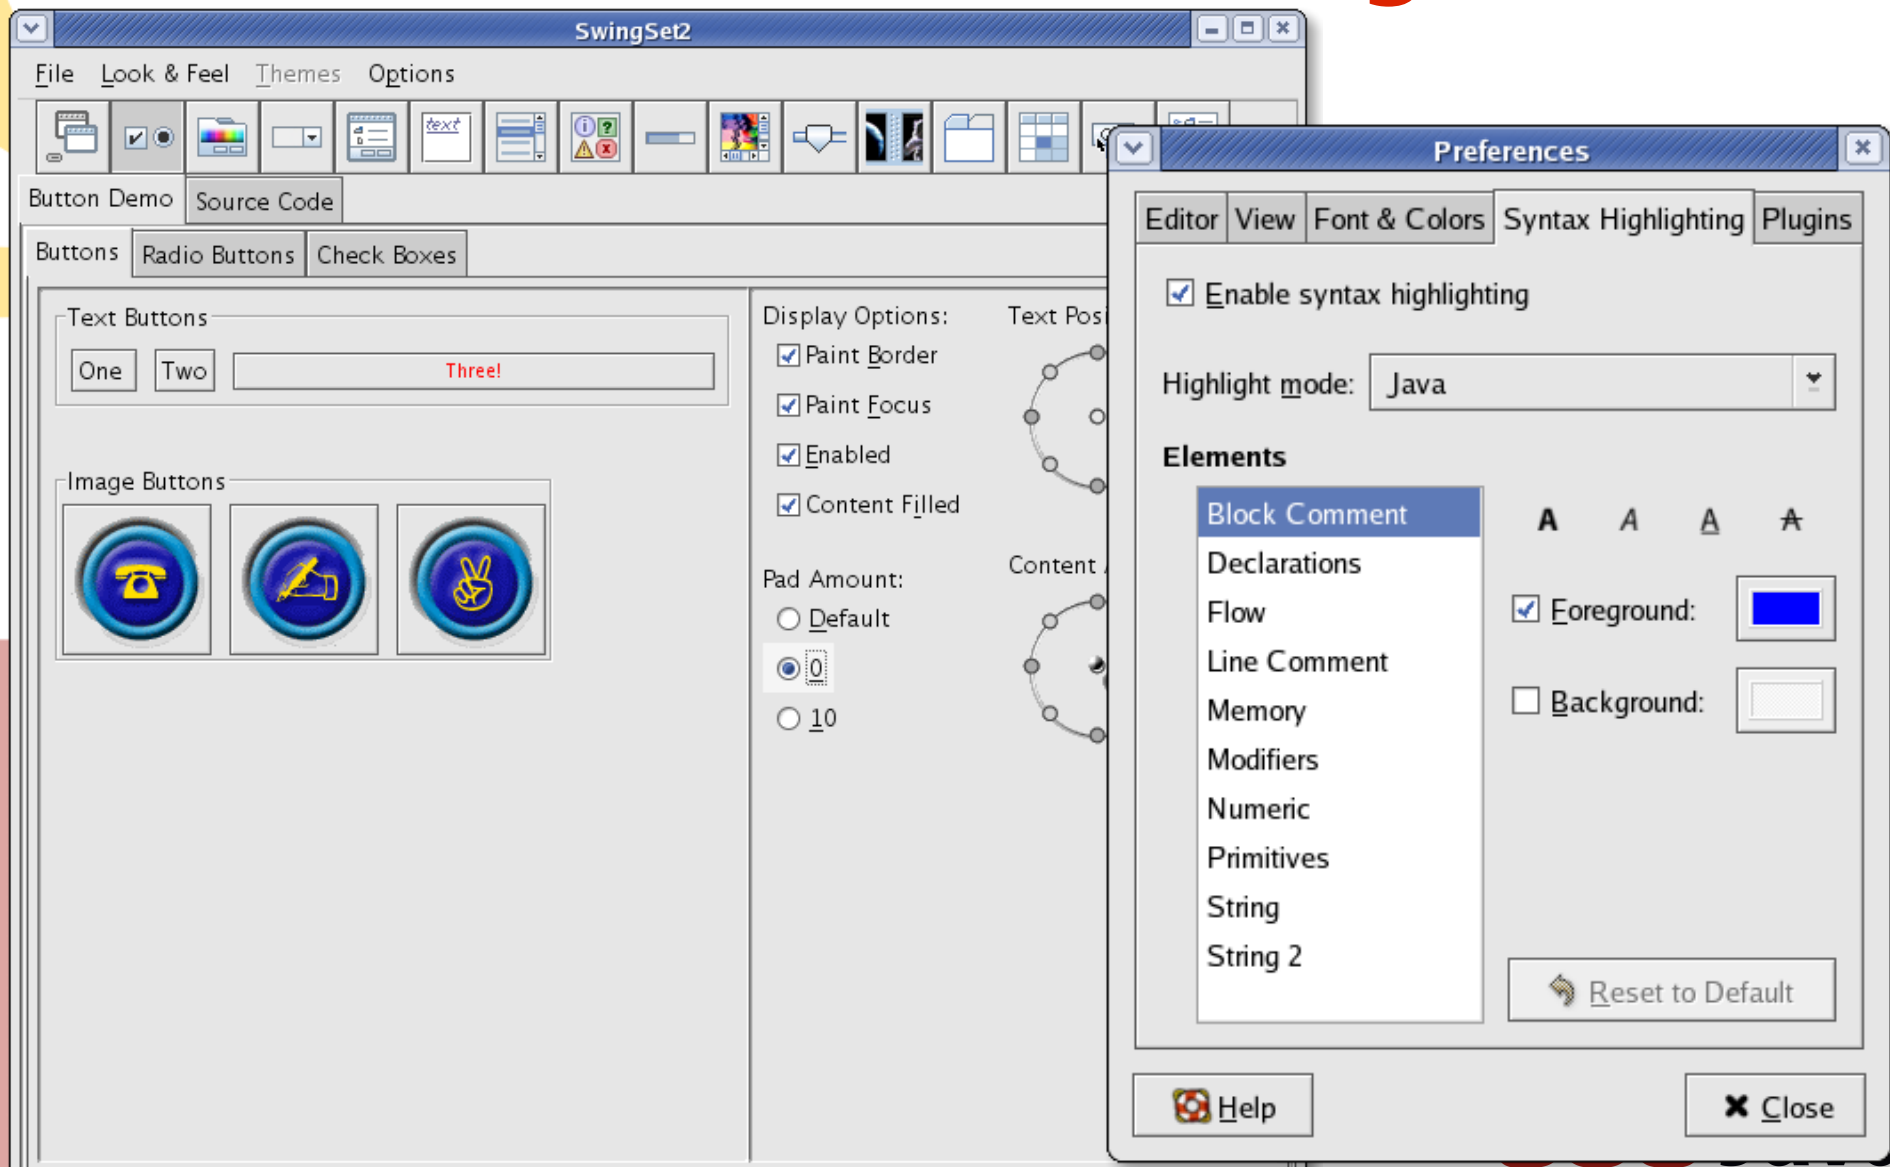 SwingSet2
File Look & Feel Themes Options
text
Button Demo Source Code
Buttons Radio Buttons Check Boxes
Text Buttons
One Two Three!
Image Buttons
Display Options:
Paint Border
Paint Focus
Enabled
Content Filled
Text Posi
Pad Amount:
Default
0
10
Content
Preferences
Editor View Font & Colors Syntax Highlighting Plugins
Enable syntax highlighting
Highlight mode: Java
Elements
Block Comment
Declarations
Flow
Line Comment
Memory
Modifiers
Numeric
Primitives
String
String 2
A A A A
Foreground:
Background:
Reset to Default
Help Close